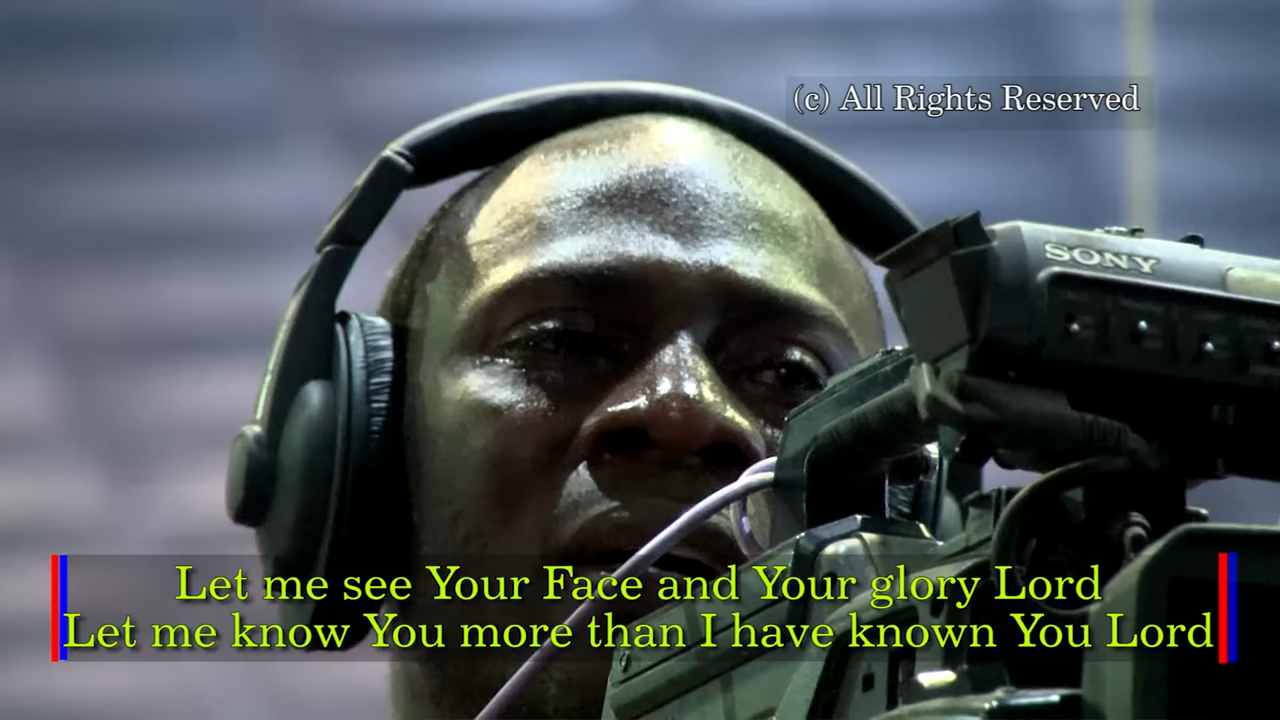 (c) All Rights Reserved
SONY
Let me see Your Face and Your glory Lord
Let me know You more than I have known You Lord